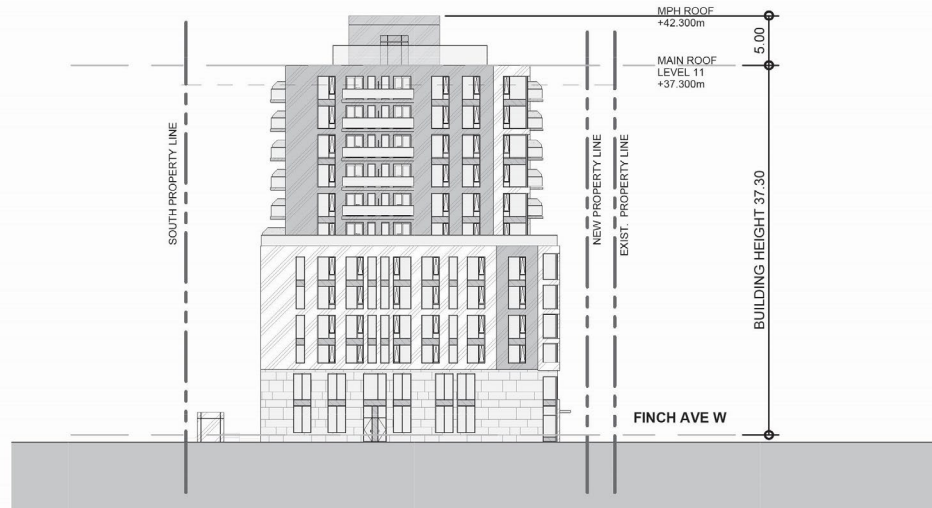 MPH ROOF
+42.300m
5.00
MAIN ROOF
LEVEL 11
+37.300m
SOUTH PROPERTY LINE
NEW PROPERTY LINE
EXIST. PROPERTY LINE
BUILDING HEIGHT 37.30
FINCH AVE W